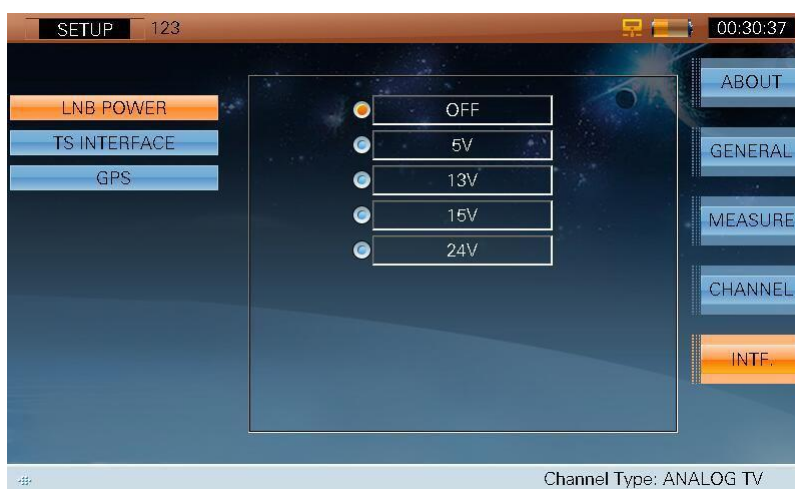 SETUP 123 00:30:37
LNB POWER
TS INTERFACE
GPS
OFF
5V
13V
15V
24V
ABOUT
GENERAL
MEASURE
CHANNEL
INTF.
Channel Type: ANALOG TV